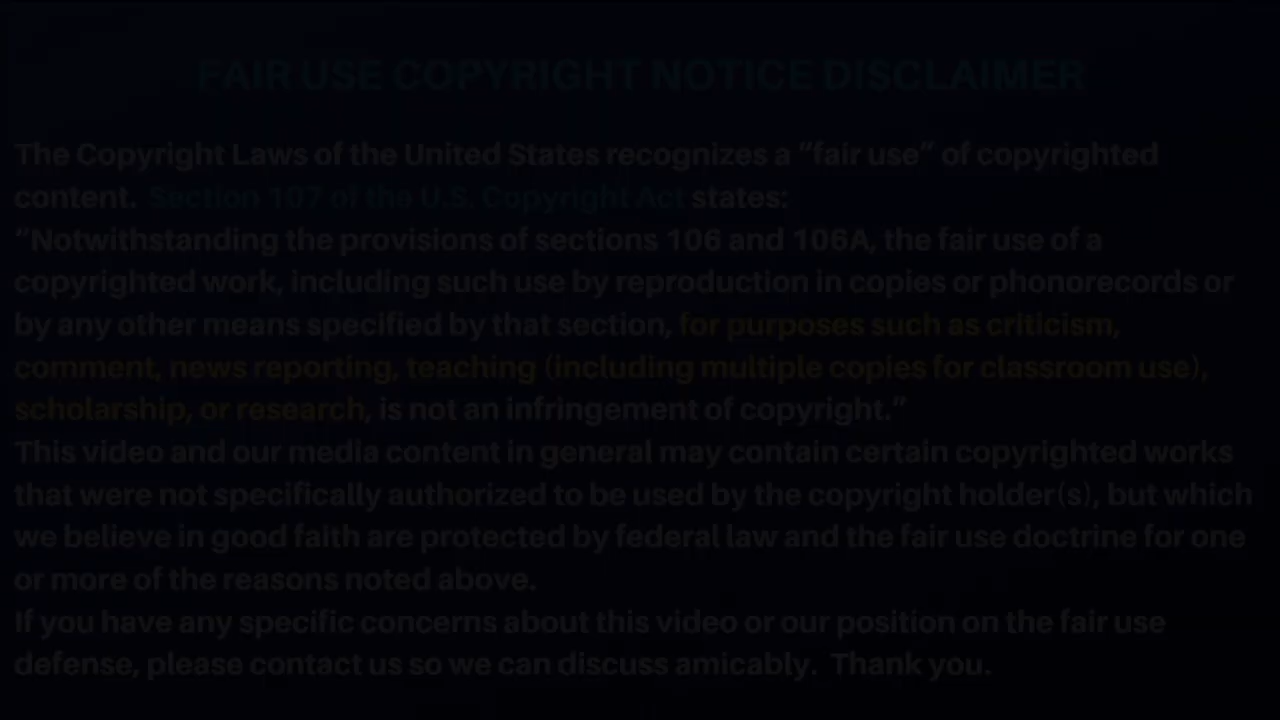 FAIR USE COPYRIGHT NOTICE DISCLAIMER
The Copyright Laws of the United States recognizes a “fair use” of copyrighted
content. Section 107 of the U.S. Copyright Act states:
“Notwithstanding the provisions of sections 106 and 106A, the fair use of a
copyrighted work, including such use by reproduction in copies or phonorecords or
by any other means specified by that section, for purposes such as criticism,
comment, news reporting, teaching (including multiple copies for classroom use),
scholarship, or research, is not an infringement of copyright.”
This video and our media content in general may contain certain copyrighted works
that were not specifically authorized to be used by the copyright holder(s), but which
we believe in good faith are protected by federal law and the fair use doctrine for one
or more of the reasons noted above.
If you have any specific concerns about this video or our position on the fair use
defense, please contact us so we can discuss amicably. Thank you.